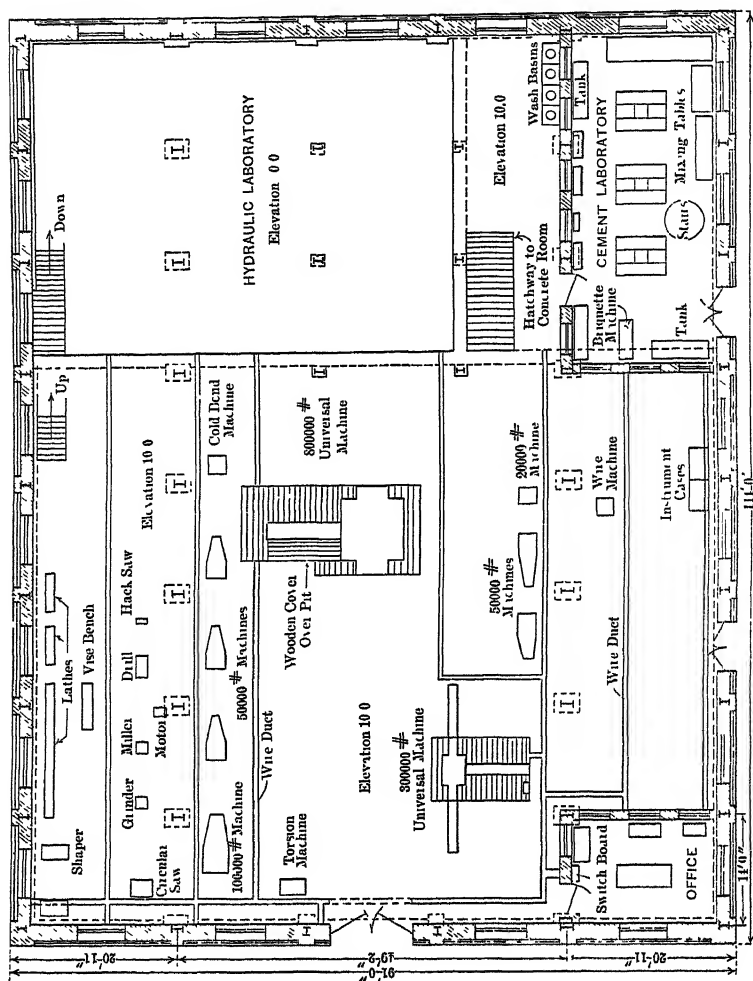 Up
Down
Lathes
Vise Bench
Shaper
Grinder
Miller
Motor
Drill
Hack Saw
Elevation 10 0
Circular
Saw
HYDRAULIC LABORATORY
Elevation 0 0
100000 # Machine
50000 # Machines
Cold Bend
Machine
Wire Duct
Torsion
Machine
Wooden Cover
Over Pit
800000 #
Universal
Machine
Elevation 10 0
300000 #
Universal Machine
50000 #
Machines
20000 #
Machine
Hatchway to
Concrete Room
Elevation 10.0
Wash Basins
Switch Board
OFFICE
Wire Duct
Wire
Machine
Instrument
Cases
Briquette
Machine
Tank
CEMENT LABORATORY
Tank
Stairs
Mixing Tables
20'-11"
49'-2"
20'-11"
91'-0"
111'-0"